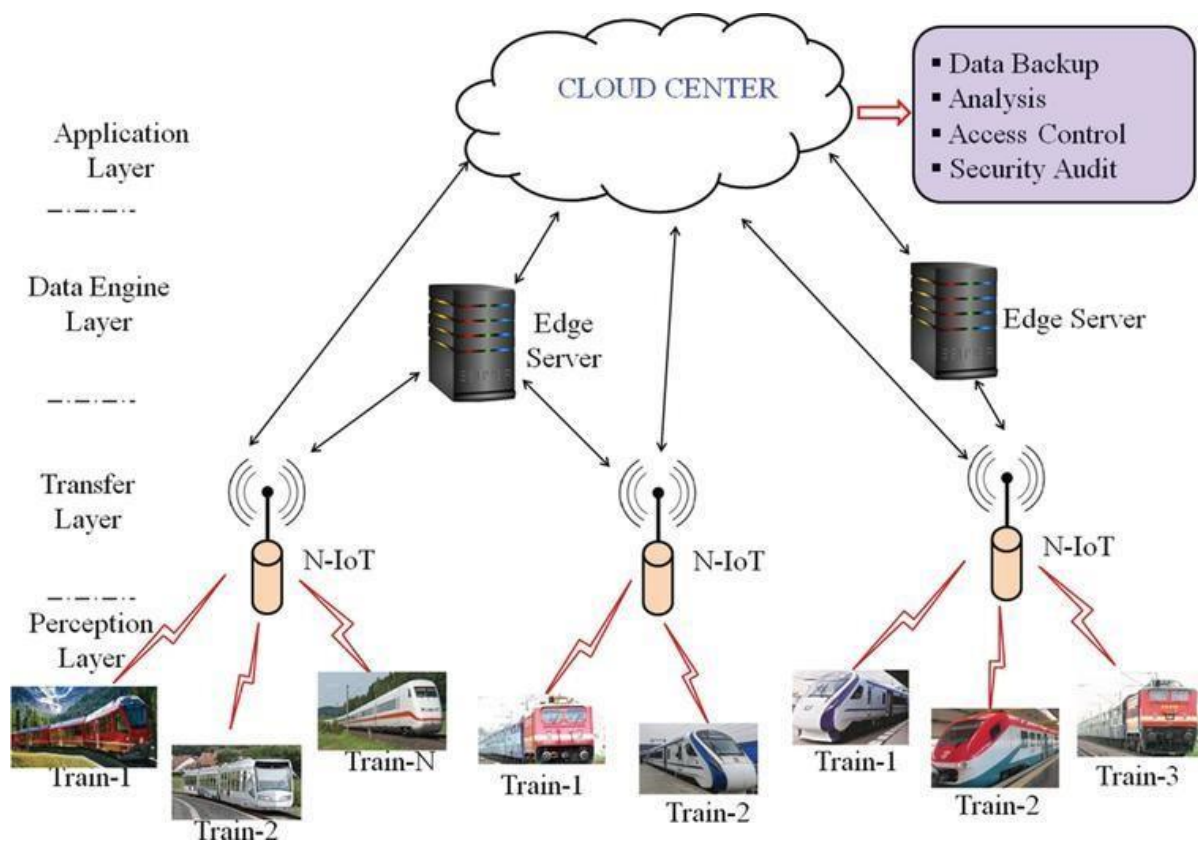 CLOUD CENTER
▪ Data Backup
▪ Analysis
▪ Access Control
▪ Security Audit
Application
Layer
Data Engine
Layer
Edge
Server
Edge Server
Transfer
Layer
N-IoT
N-IoT
N-IoT
Perception
Layer
Train-1
Train-2
Train-N
Train-1
Train-2
Train-1
Train-2
Train-3